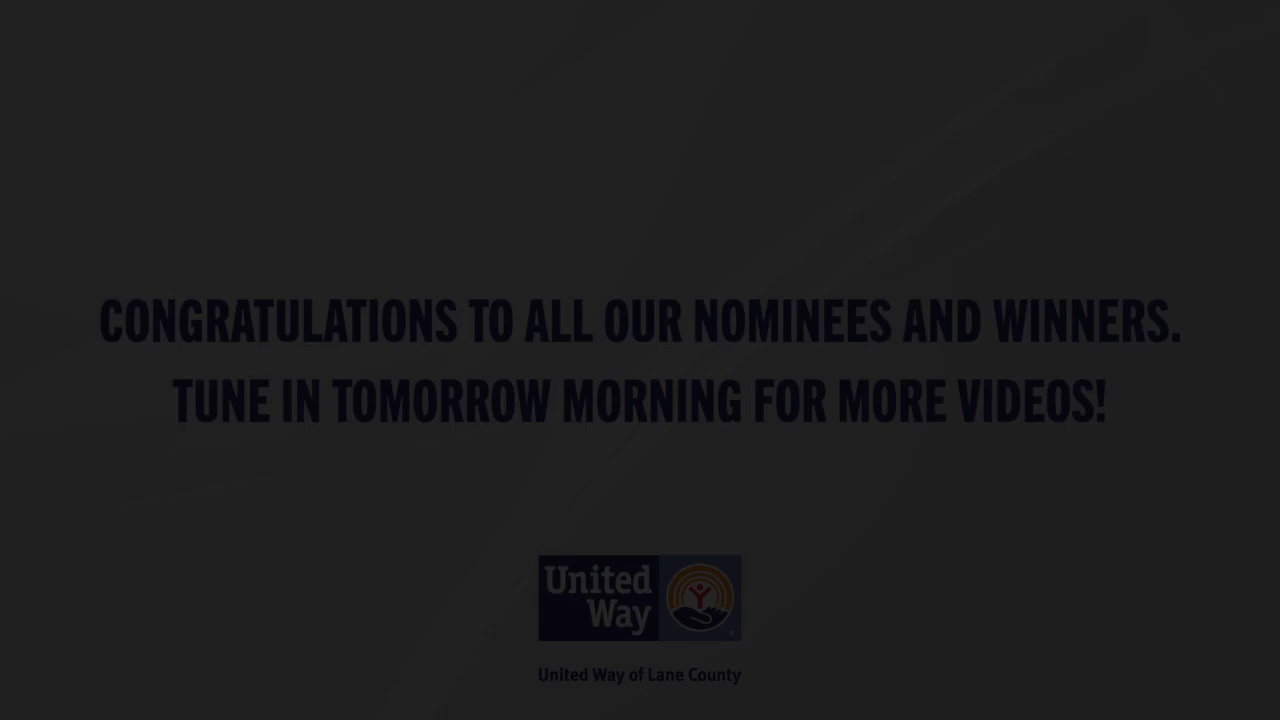 CONGRATULATIONS TO ALL OUR NOMINEES AND WINNERS.
TUNE IN TOMORROW MORNING FOR MORE VIDEOS!
United
Way
United Way of Lane County